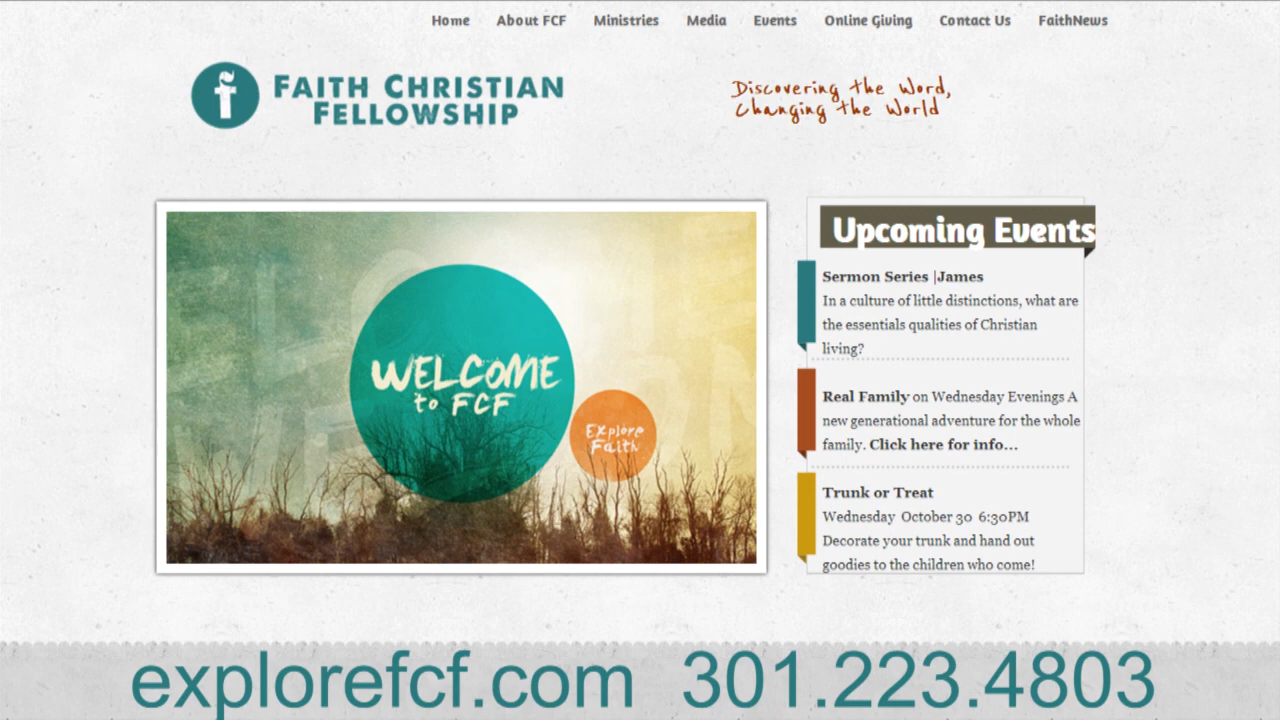 Home About FCF Ministries Media Events Online Giving Contact Us FaithNews
FAITH CHRISTIAN
FELLOWSHIP
Discovering the Word,
Changing the World
WELCOME
to FCF
Explore
Faith
Upcoming Events
Sermon Series |James
In a culture of little distinctions, what are
the essentials qualities of Christian
living?
Real Family on Wednesday Evenings A
new generational adventure for the whole
family. Click here for info...
Trunk or Treat
Wednesday October 30 6:30PM
Decorate your trunk and hand out
goodies to the children who come!
explorefcf.com 301.223.4803